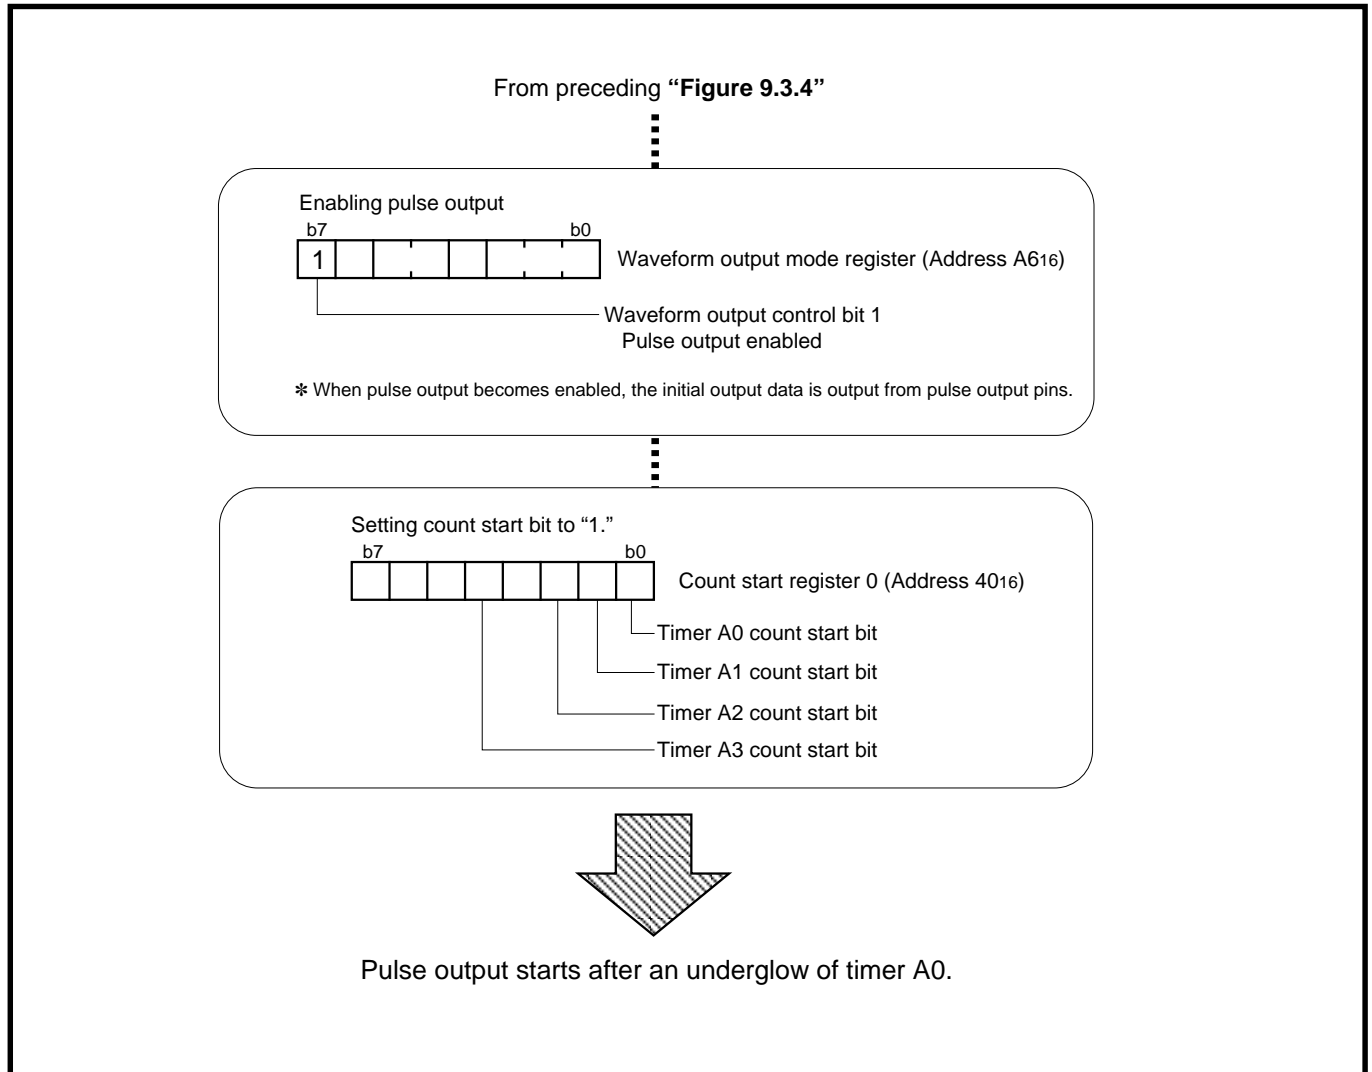 From preceding “Figure 9.3.4”
Enabling pulse output
b7 b0
1
Waveform output mode register (Address A616)
Waveform output control bit 1
Pulse output enabled
✽ When pulse output becomes enabled, the initial output data is output from pulse output pins.
Setting count start bit to “1.”
b7 b0
Count start register 0 (Address 4016)
Timer A0 count start bit
Timer A1 count start bit
Timer A2 count start bit
Timer A3 count start bit
Pulse output starts after an underglow of timer A0.